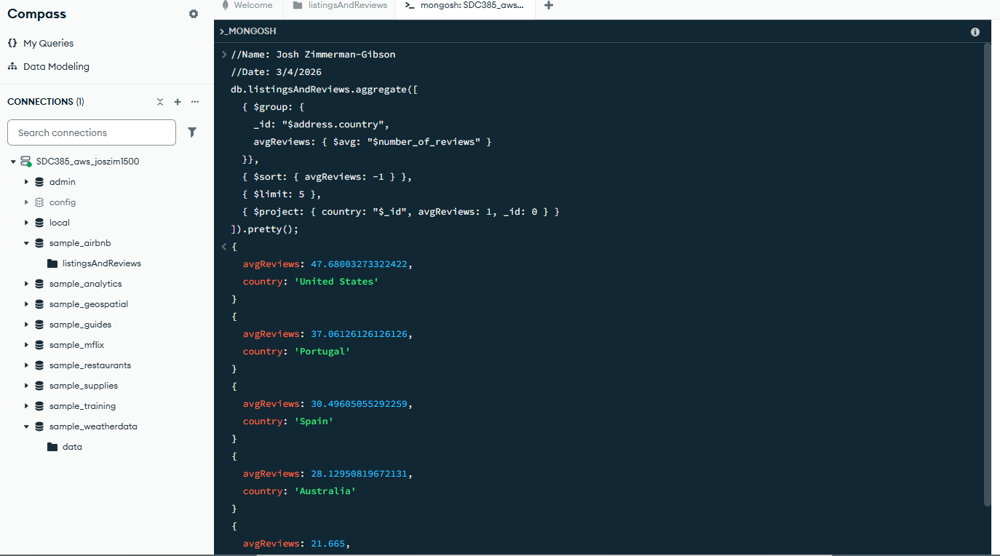 Compass
My Queries
Data Modeling
CONNECTIONS (1)
Search connections
SDC385_aws_joszim1500
admin
config
local
sample_airbnb
listingsAndReviews
sample_analytics
sample_geospatial
sample_guides
sample_mflix
sample_restaurants
sample_supplies
sample_training
sample_weatherdata
data
Welcome
listingsAndReviews
>_ mongosh: SDC385_aws...
>_MONGOSH
//Name: Josh Zimmerman-Gibson
//Date: 3/4/2026
db.listingsAndReviews.aggregate([
  { $group: {
    _id: "$address.country",
    avgReviews: { $avg: "$number_of_reviews" }
  }},
  { $sort: { avgReviews: -1 } },
  { $limit: 5 },
  { $project: { country: "$_id", avgReviews: 1, _id: 0 } }
]).pretty();
{
  avgReviews: 47.68003273322422,
  country: 'United States'
}
{
  avgReviews: 37.06126126126126,
  country: 'Portugal'
}
{
  avgReviews: 30.49605055292259,
  country: 'Spain'
}
{
  avgReviews: 28.12950819672131,
  country: 'Australia'
}
{
  avgReviews: 21.665,